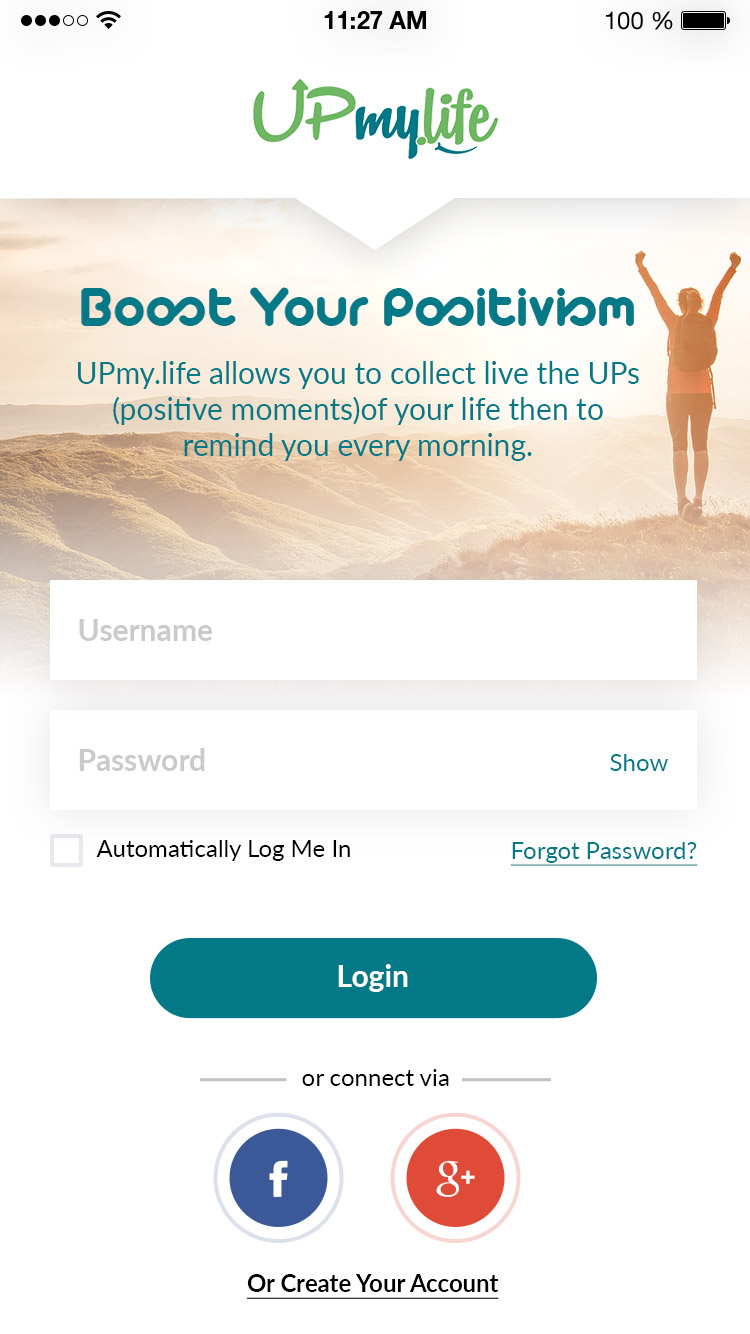 11:27 AM
100 %
UPmy.life
Boost Your Positivism
UPmy.life allows you to collect live the UPs
(positive moments)of your life then to
remind you every morning.
Username
Password
Show
Automatically Log Me In
Forgot Password?
Login
or connect via
f
g+
Or Create Your Account